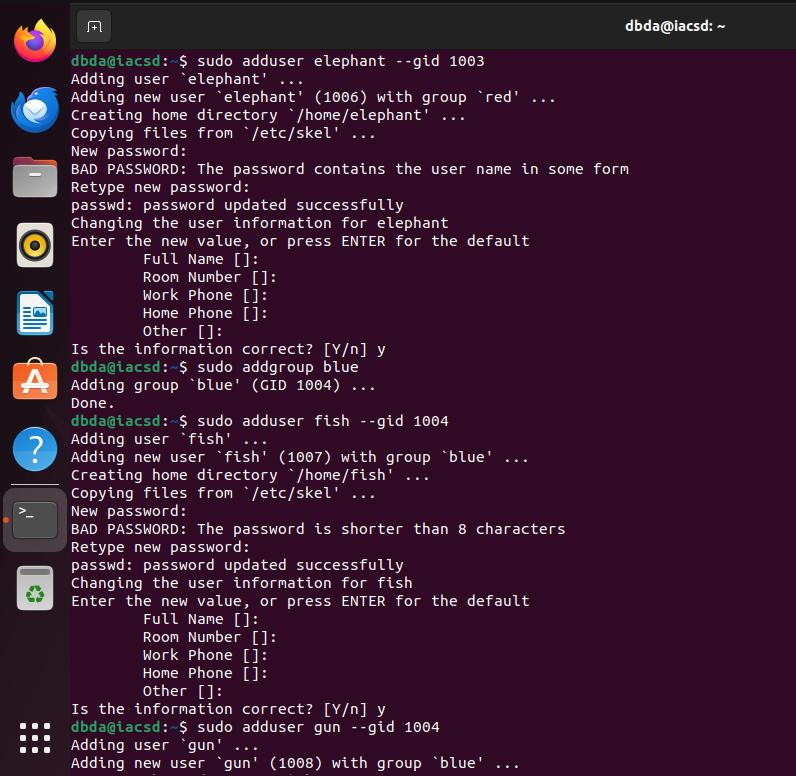 dbda@iacsd: ~
dbda@iacsd:~$ sudo adduser elephant --gid 1003
Adding user `elephant' ...
Adding new user `elephant' (1006) with group `red' ...
Creating home directory `/home/elephant' ...
Copying files from `/etc/skel' ...
New password:
BAD PASSWORD: The password contains the user name in some form
Retype new password:
passwd: password updated successfully
Changing the user information for elephant
Enter the new value, or press ENTER for the default
Full Name []:
Room Number []:
Work Phone []:
Home Phone []:
Other []:
Is the information correct? [Y/n] y
dbda@iacsd:~$ sudo addgroup blue
Adding group `blue' (GID 1004) ...
Done.
dbda@iacsd:~$ sudo adduser fish --gid 1004
Adding user `fish' ...
Adding new user `fish' (1007) with group `blue' ...
Creating home directory `/home/fish' ...
Copying files from `/etc/skel' ...
New password:
BAD PASSWORD: The password is shorter than 8 characters
Retype new password:
passwd: password updated successfully
Changing the user information for fish
Enter the new value, or press ENTER for the default
Full Name []:
Room Number []:
Work Phone []:
Home Phone []:
Other []:
Is the information correct? [Y/n] y
dbda@iacsd:~$ sudo adduser gun --gid 1004
Adding user `gun' ...
Adding new user `gun' (1008) with group `blue' ...